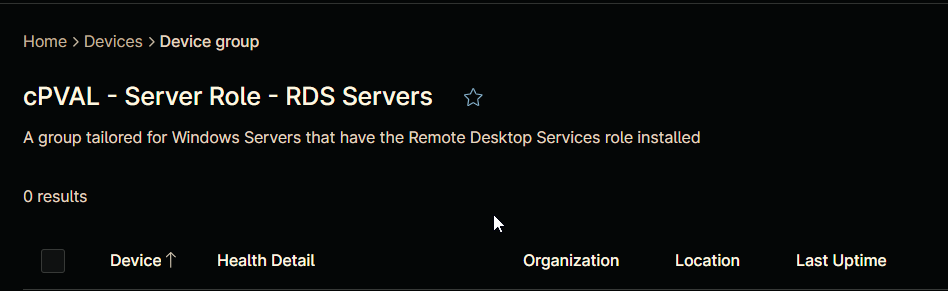 Home > Devices > Device group
cPVAL - Server Role - RDS Servers
A group tailored for Windows Servers that have the Remote Desktop Services role installed
0 results
Device ↑ Health Detail Organization Location Last Uptime